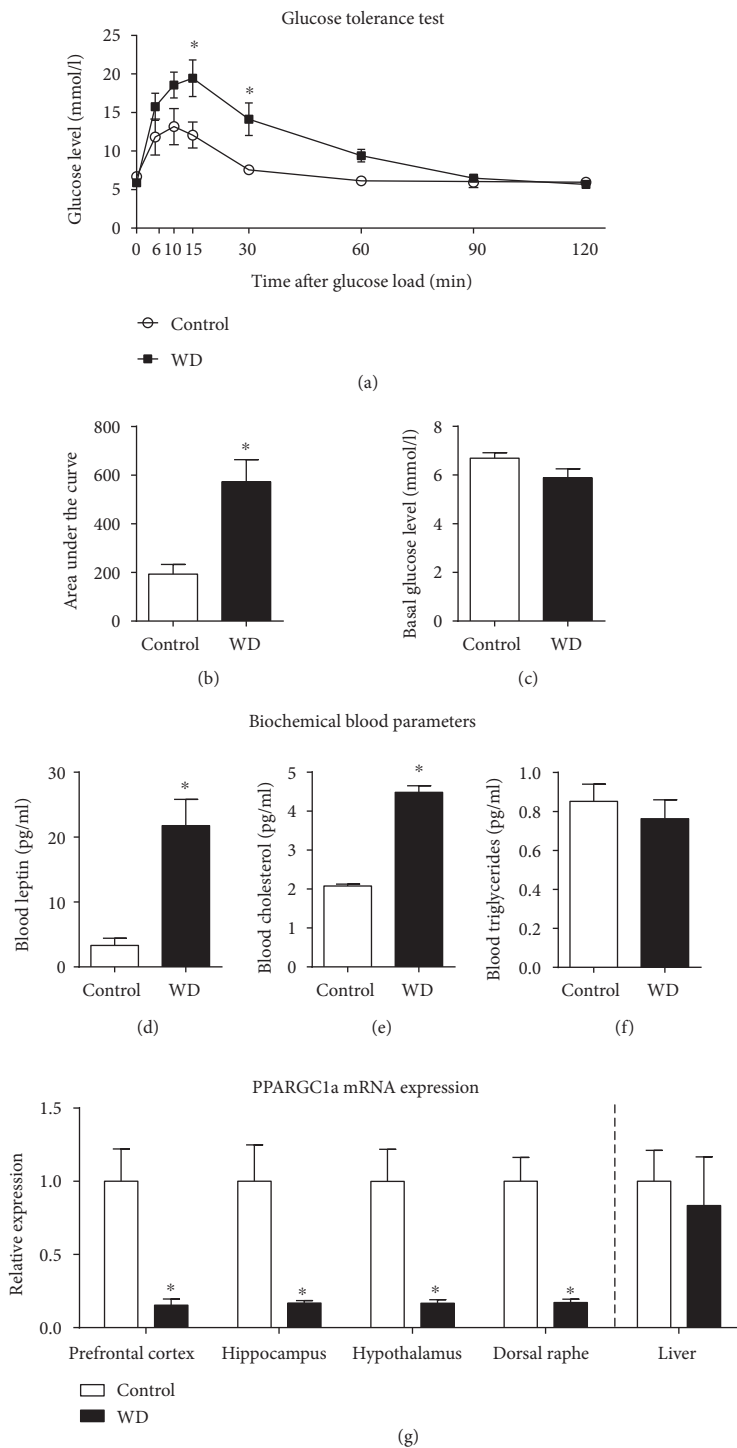 Glucose tolerance test
25
20
15
10
5
0
Glucose level (mmol/l)
*
*
0 6 10 15 30 60 90 120
Time after glucose load (min)
Control
WD
(a)
800
600
400
200
0
Area under the curve
*
Control WD
(b)
8
6
4
2
0
Basal glucose level (mmol/l)
Control WD
(c)
Biochemical blood parameters
30
20
10
0
Blood leptin (pg/ml)
*
Control WD
(d)
5
4
3
2
1
0
Blood cholesterol (pg/ml)
*
Control WD
(e)
1.0
0.8
0.6
0.4
0.2
0.0
Blood triglycerides (pg/ml)
Control WD
(f)
PPARGC1a mRNA expression
1.5
1.0
0.5
0.0
Relative expression
* * * *
Prefrontal cortex Hippocampus Hypothalamus Dorsal raphe Liver
Control
WD
(g)